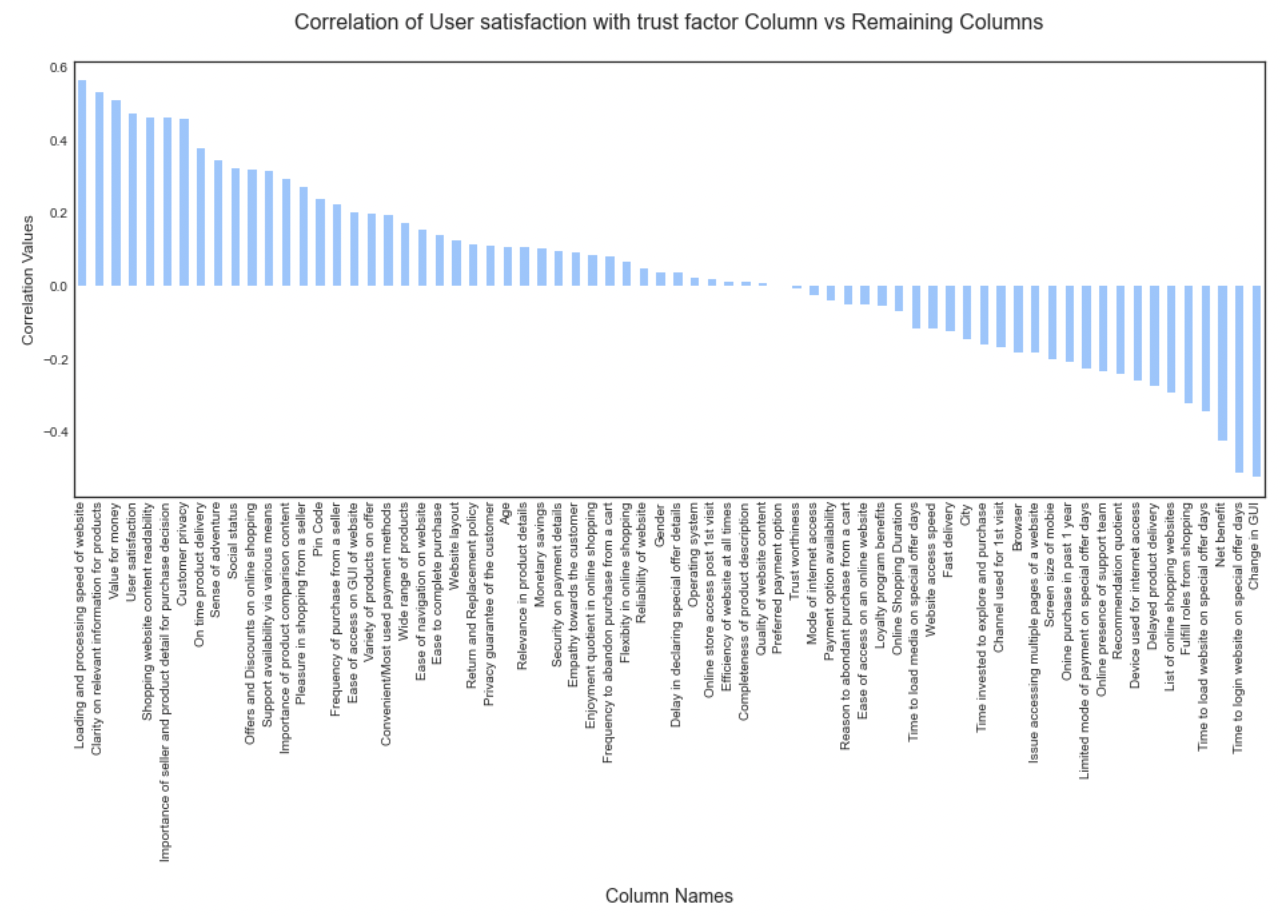 Correlation of User satisfaction with trust factor Column vs Remaining Columns
Correlation Values
0.6
0.4
0.2
0.0
−0.2
−0.4
Loading and processing speed of website
Clarity on relevant information for products
Value for money
User satisfaction
Shopping website content readability
Importance of seller and product detail for purchase decision
Customer privacy
On time product delivery
Sense of adventure
Social status
Offers and Discounts on online shopping
Support availability via various means
Importance of product comparison content
Pleasure in shopping from a seller
Pin Code
Frequency of purchase from a seller
Ease of access on GUI of website
Variety of products on offer
Convenient/Most used payment methods
Wide range of products
Ease of navigation on website
Ease to complete purchase
Website layout
Return and Replacement policy
Privacy guarantee of the customer
Age
Relevance in product details
Monetary savings
Security on payment details
Empathy towards the customer
Enjoyment quotient in online shopping
Frequency to abandon purchase from a cart
Flexibity in online shopping
Reliability of website
Gender
Delay in declaring special offer details
Operating system
Online store access post 1st visit
Efficiency of website at all times
Completeness of product description
Quality of website content
Preferred payment option
Trust worthiness
Mode of internet access
Payment option availability
Reason to abondant purchase from a cart
Ease of access on an online website
Loyalty program benefits
Online Shopping Duration
Time to load media on special offer days
Website access speed
Fast delivery
City
Time invested to explore and purchase
Channel used for 1st visit
Browser
Issue accessing multiple pages of a website
Screen size of mobie
Onine purchase in past 1 year
Limited mode of payment on special offer days
Online presence of support team
Recommendation quotient
Device used for internet access
Delayed product delivery
List of online shopping websites
Fulfill roles from shopping
Time to load website on special offer days
Net benefit
Time to login website on special offer days
Change in GUI
Column Names